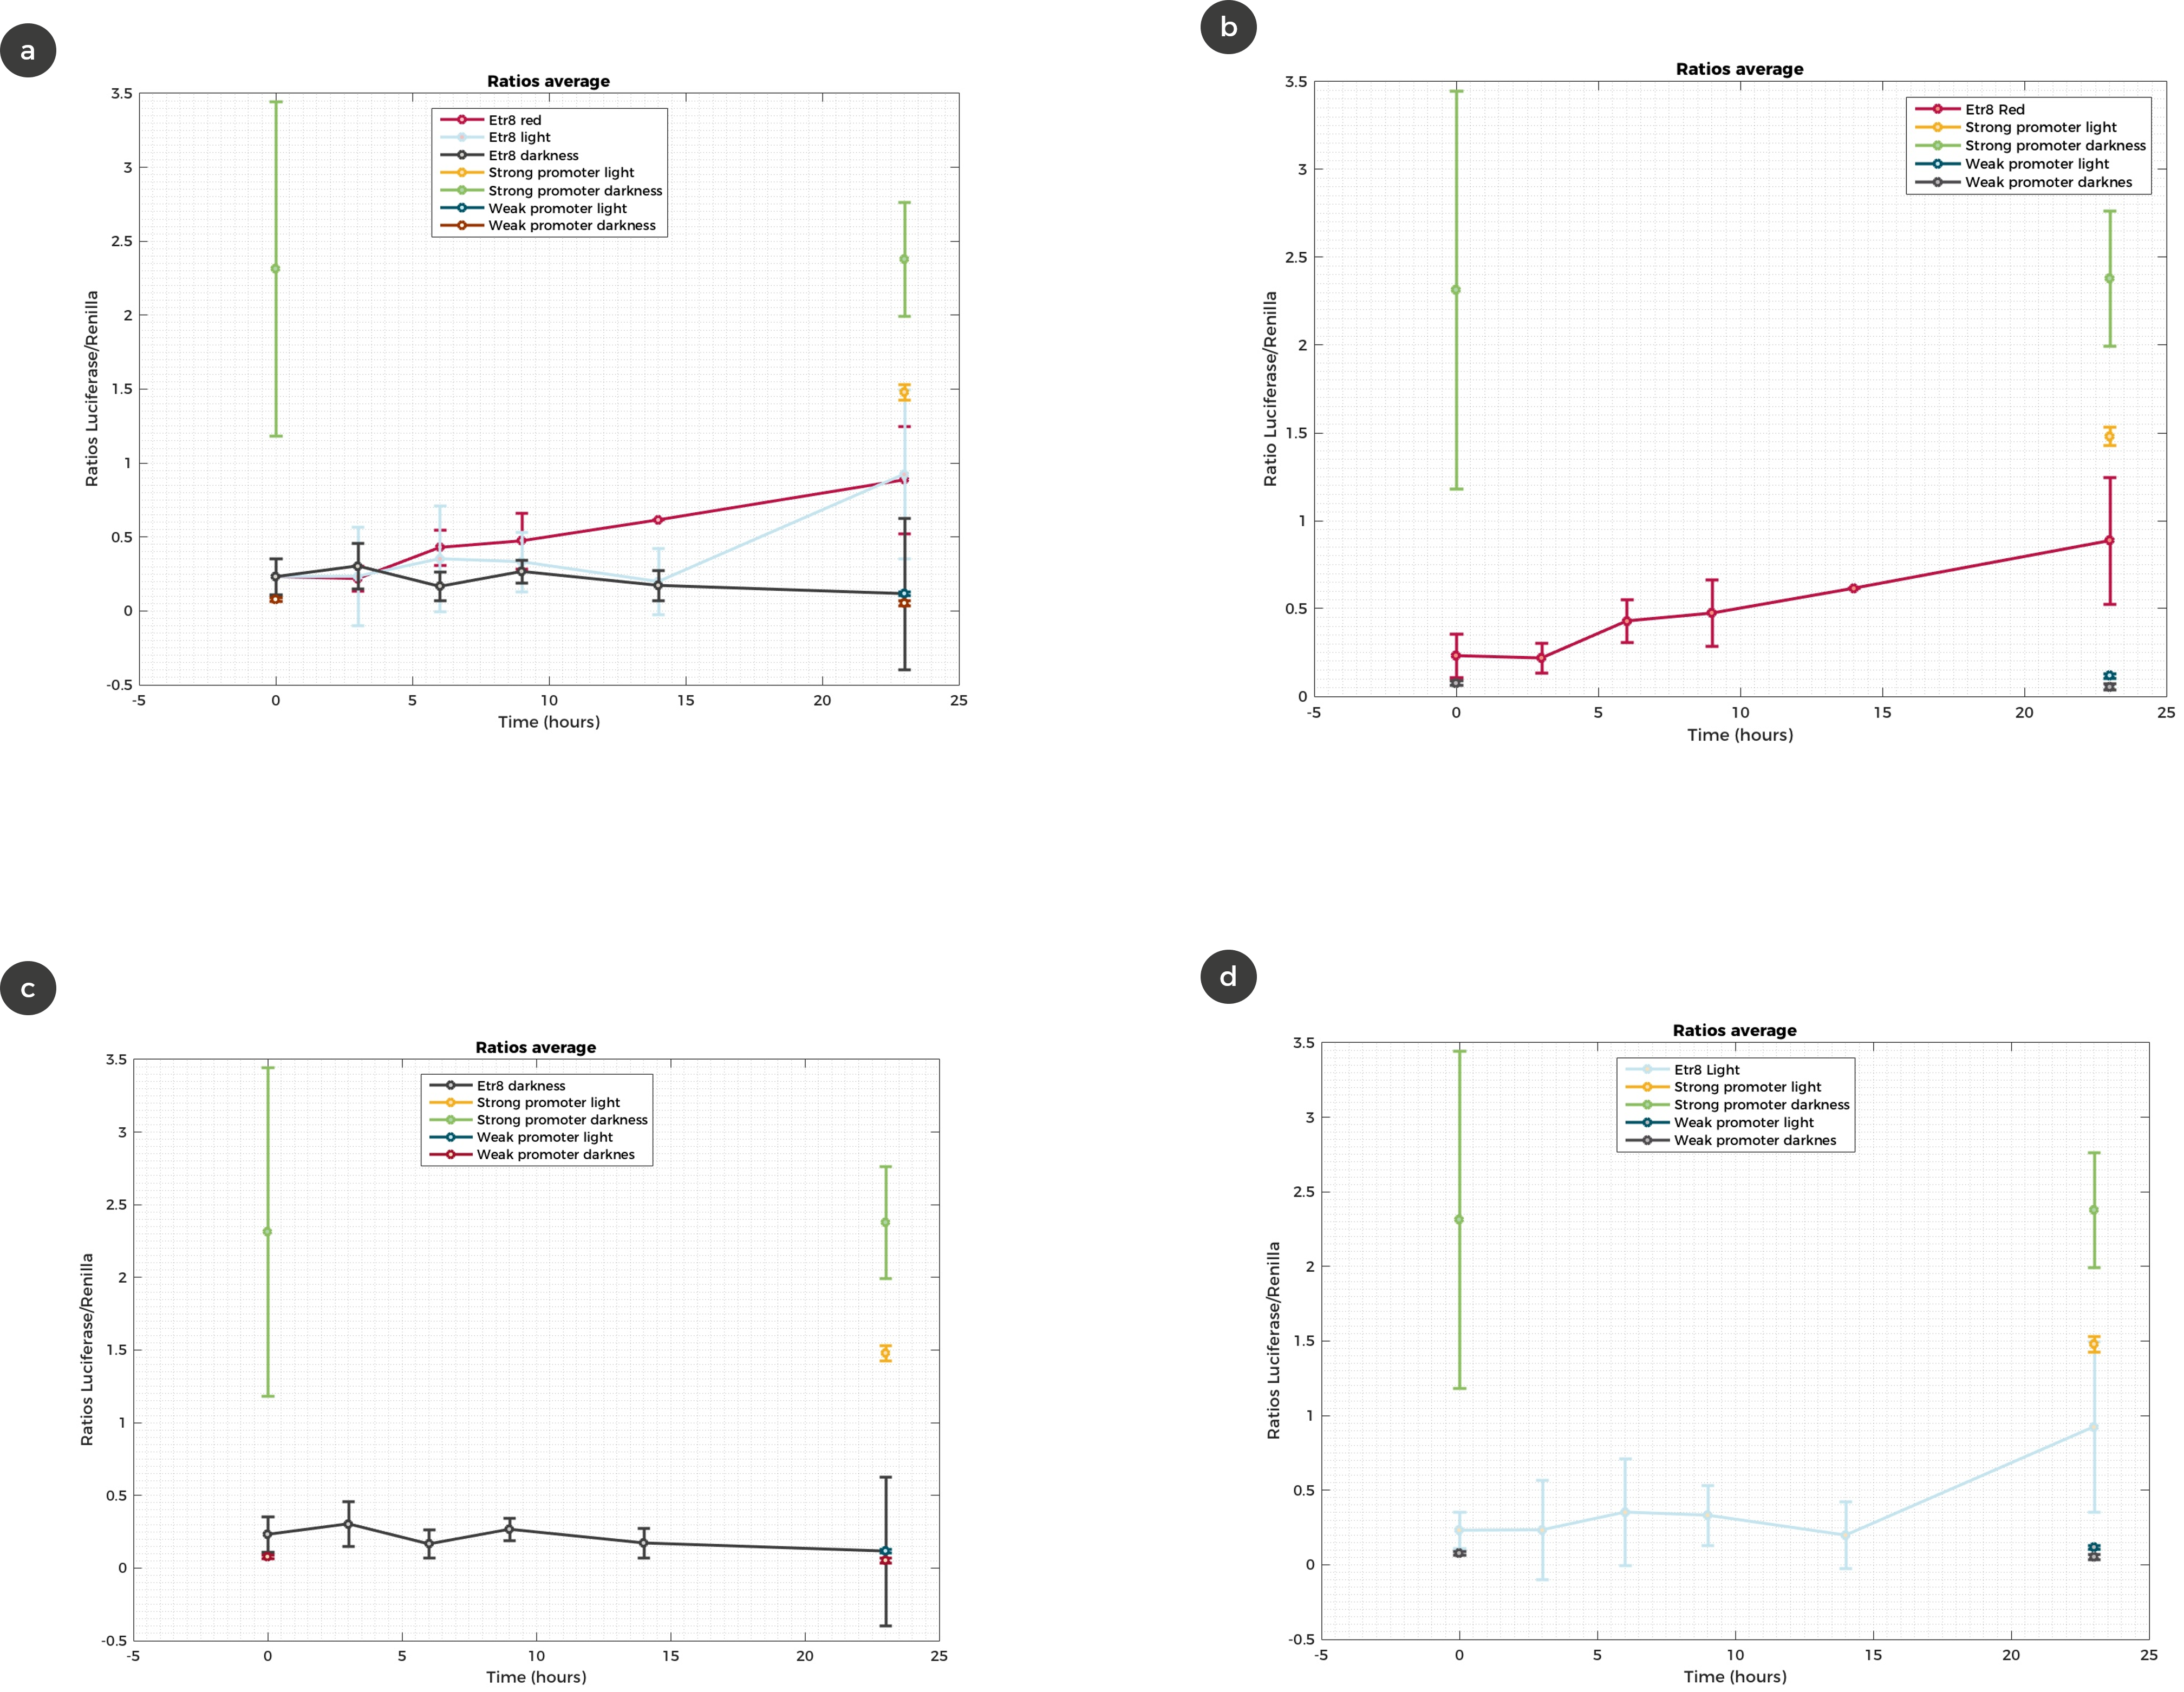 a
Ratios average
3.5
3
2.5
2
1.5
1
0.5
0
-0.5
Ratios Luciferase/Renilla
Etr8 red
Etr8 light
Etr8 darkness
Strong promoter light
Strong promoter darkness
Weak promoter light
Weak promoter darkness
-5 0 5 10 15 20 25
Time (hours)
b
Ratios average
3.5
3
2.5
2
1.5
1
0.5
0
Ratio Luciferase/Renilla
Etr8 Red
Strong promoter light
Strong promoter darkness
Weak promoter light
Weak promoter darknes
-5 0 5 10 15 20 25
Time (hours)
c
Ratios average
3.5
3
2.5
2
1.5
1
0.5
0
-0.5
Ratios Luciferase/Renilla
Etr8 darkness
Strong promoter light
Strong promoter darkness
Weak promoter light
Weak promoter darknes
-5 0 5 10 15 20 25
Time (hours)
d
Ratios average
3.5
3
2.5
2
1.5
1
0.5
0
-0.5
Ratios Luciferase/Renilla
Etr8 Light
Strong promoter light
Strong promoter darkness
Weak promoter light
Weak promoter darknes
-5 0 5 10 15 20 25
Time (hours)